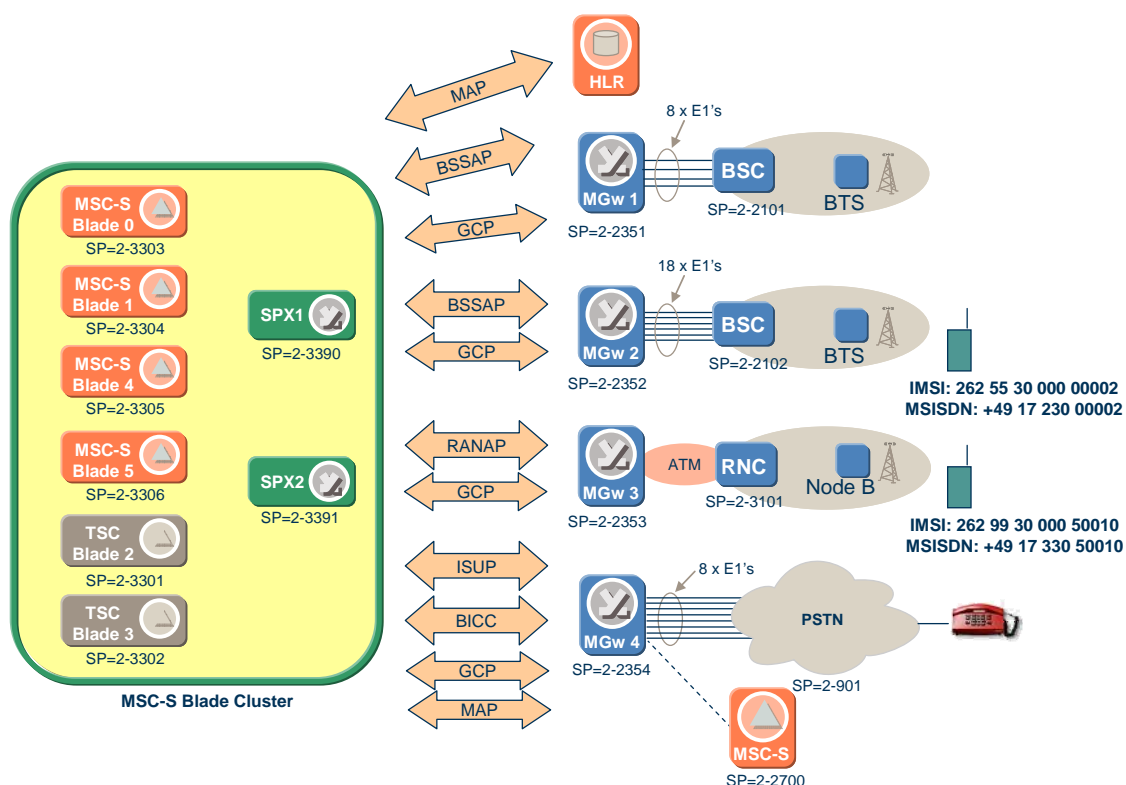 HLR
MAP
8 x E1's
BSSAP
MGw 1
BSC
BTS
SP=2-2101
SP=2-2351
GCP
MSC-S
Blade 0
SP=2-3303
MSC-S
Blade 1
SP=2-3304
MSC-S
Blade 4
SP=2-3305
MSC-S
Blade 5
SP=2-3306
TSC
Blade 2
SP=2-3301
TSC
Blade 3
SP=2-3302
SPX1
SP=2-3390
SPX2
SP=2-3391
MSC-S Blade Cluster
18 x E1's
BSSAP
GCP
MGw 2
SP=2-2352
BSC
SP=2-2102
BTS
IMSI: 262 55 30 000 00002
MSISDN: +49 17 230 00002
RANAP
GCP
MGw 3
SP=2-2353
ATM
RNC
SP=2-3101
Node B
IMSI: 262 99 30 000 50010
MSISDN: +49 17 330 50010
ISUP
BICC
GCP
MAP
8 x E1's
MGw 4
SP=2-2354
PSTN
SP=2-901
MSC-S
SP=2-2700